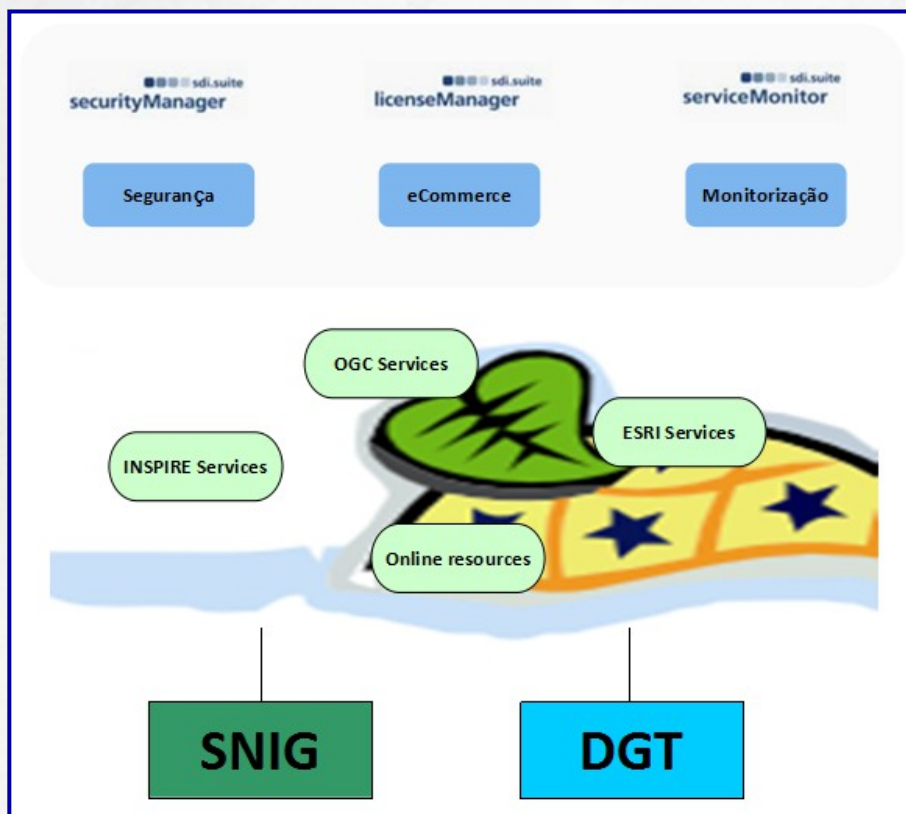 sdi.suite
securityManager
sdi.suite
licenseManager
sdi.suite
serviceMonitor
Segurança
eCommerce
Monitorização
OGC Services
ESRI Services
INSPIRE Services
Online resources
SNIG
DGT